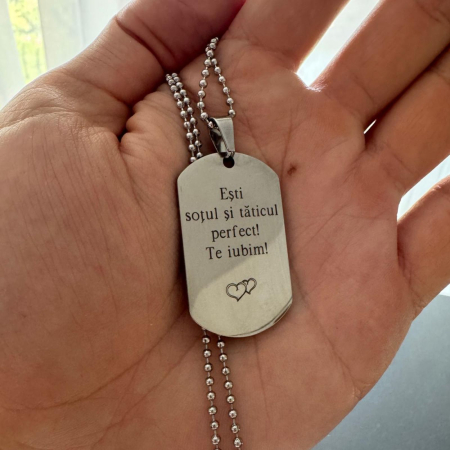 Ești
soțul și tăticul
perfect!
Te iubim!